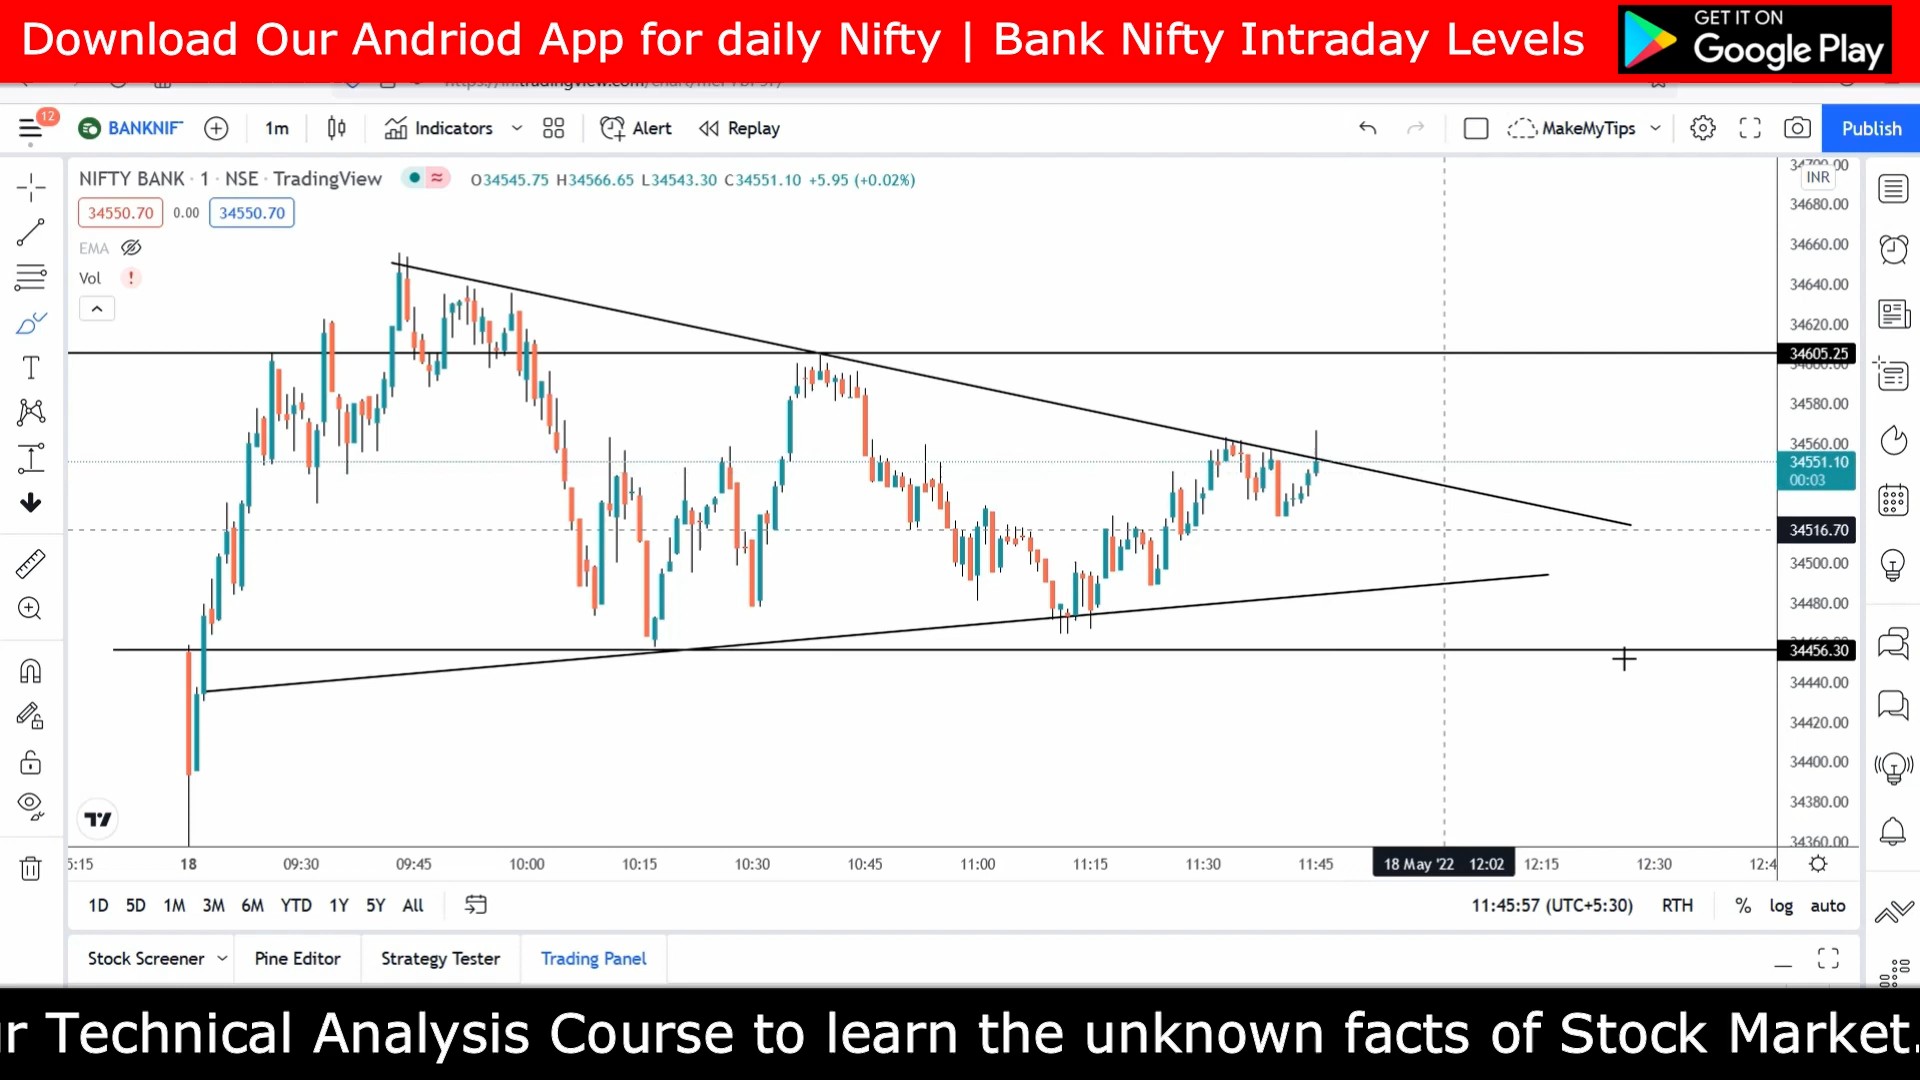 Download Our Andriod App for daily Nifty | Bank Nifty Intraday Levels
GET IT ON
Google Play
12
BANKNIF
1m
Indicators
Alert
Replay
MakeMyTips
Publish
NIFTY BANK · 1 · NSE · TradingView
O34545.75 H34566.65 L34543.30 C34551.10 +5.95 (+0.02%)
34550.70 0.00 34550.70
EMA
Vol !
INR
34680.00
34660.00
34640.00
34620.00
34605.25
34580.00
34560.00
34551.10
00:03
34516.70
34500.00
34480.00
34456.30
34440.00
34420.00
34400.00
34380.00
34360.00
5:15 18 09:30 09:45 10:00 10:15 10:30 10:45 11:00 11:15 11:30 11:45 18 May '22 12:02 12:15 12:30 12:4
1D 5D 1M 3M 6M YTD 1Y 5Y All
11:45:57 (UTC+5:30) RTH % log auto
Stock Screener Pine Editor Strategy Tester Trading Panel
r Technical Analysis Course to learn the unknown facts of Stock Market.